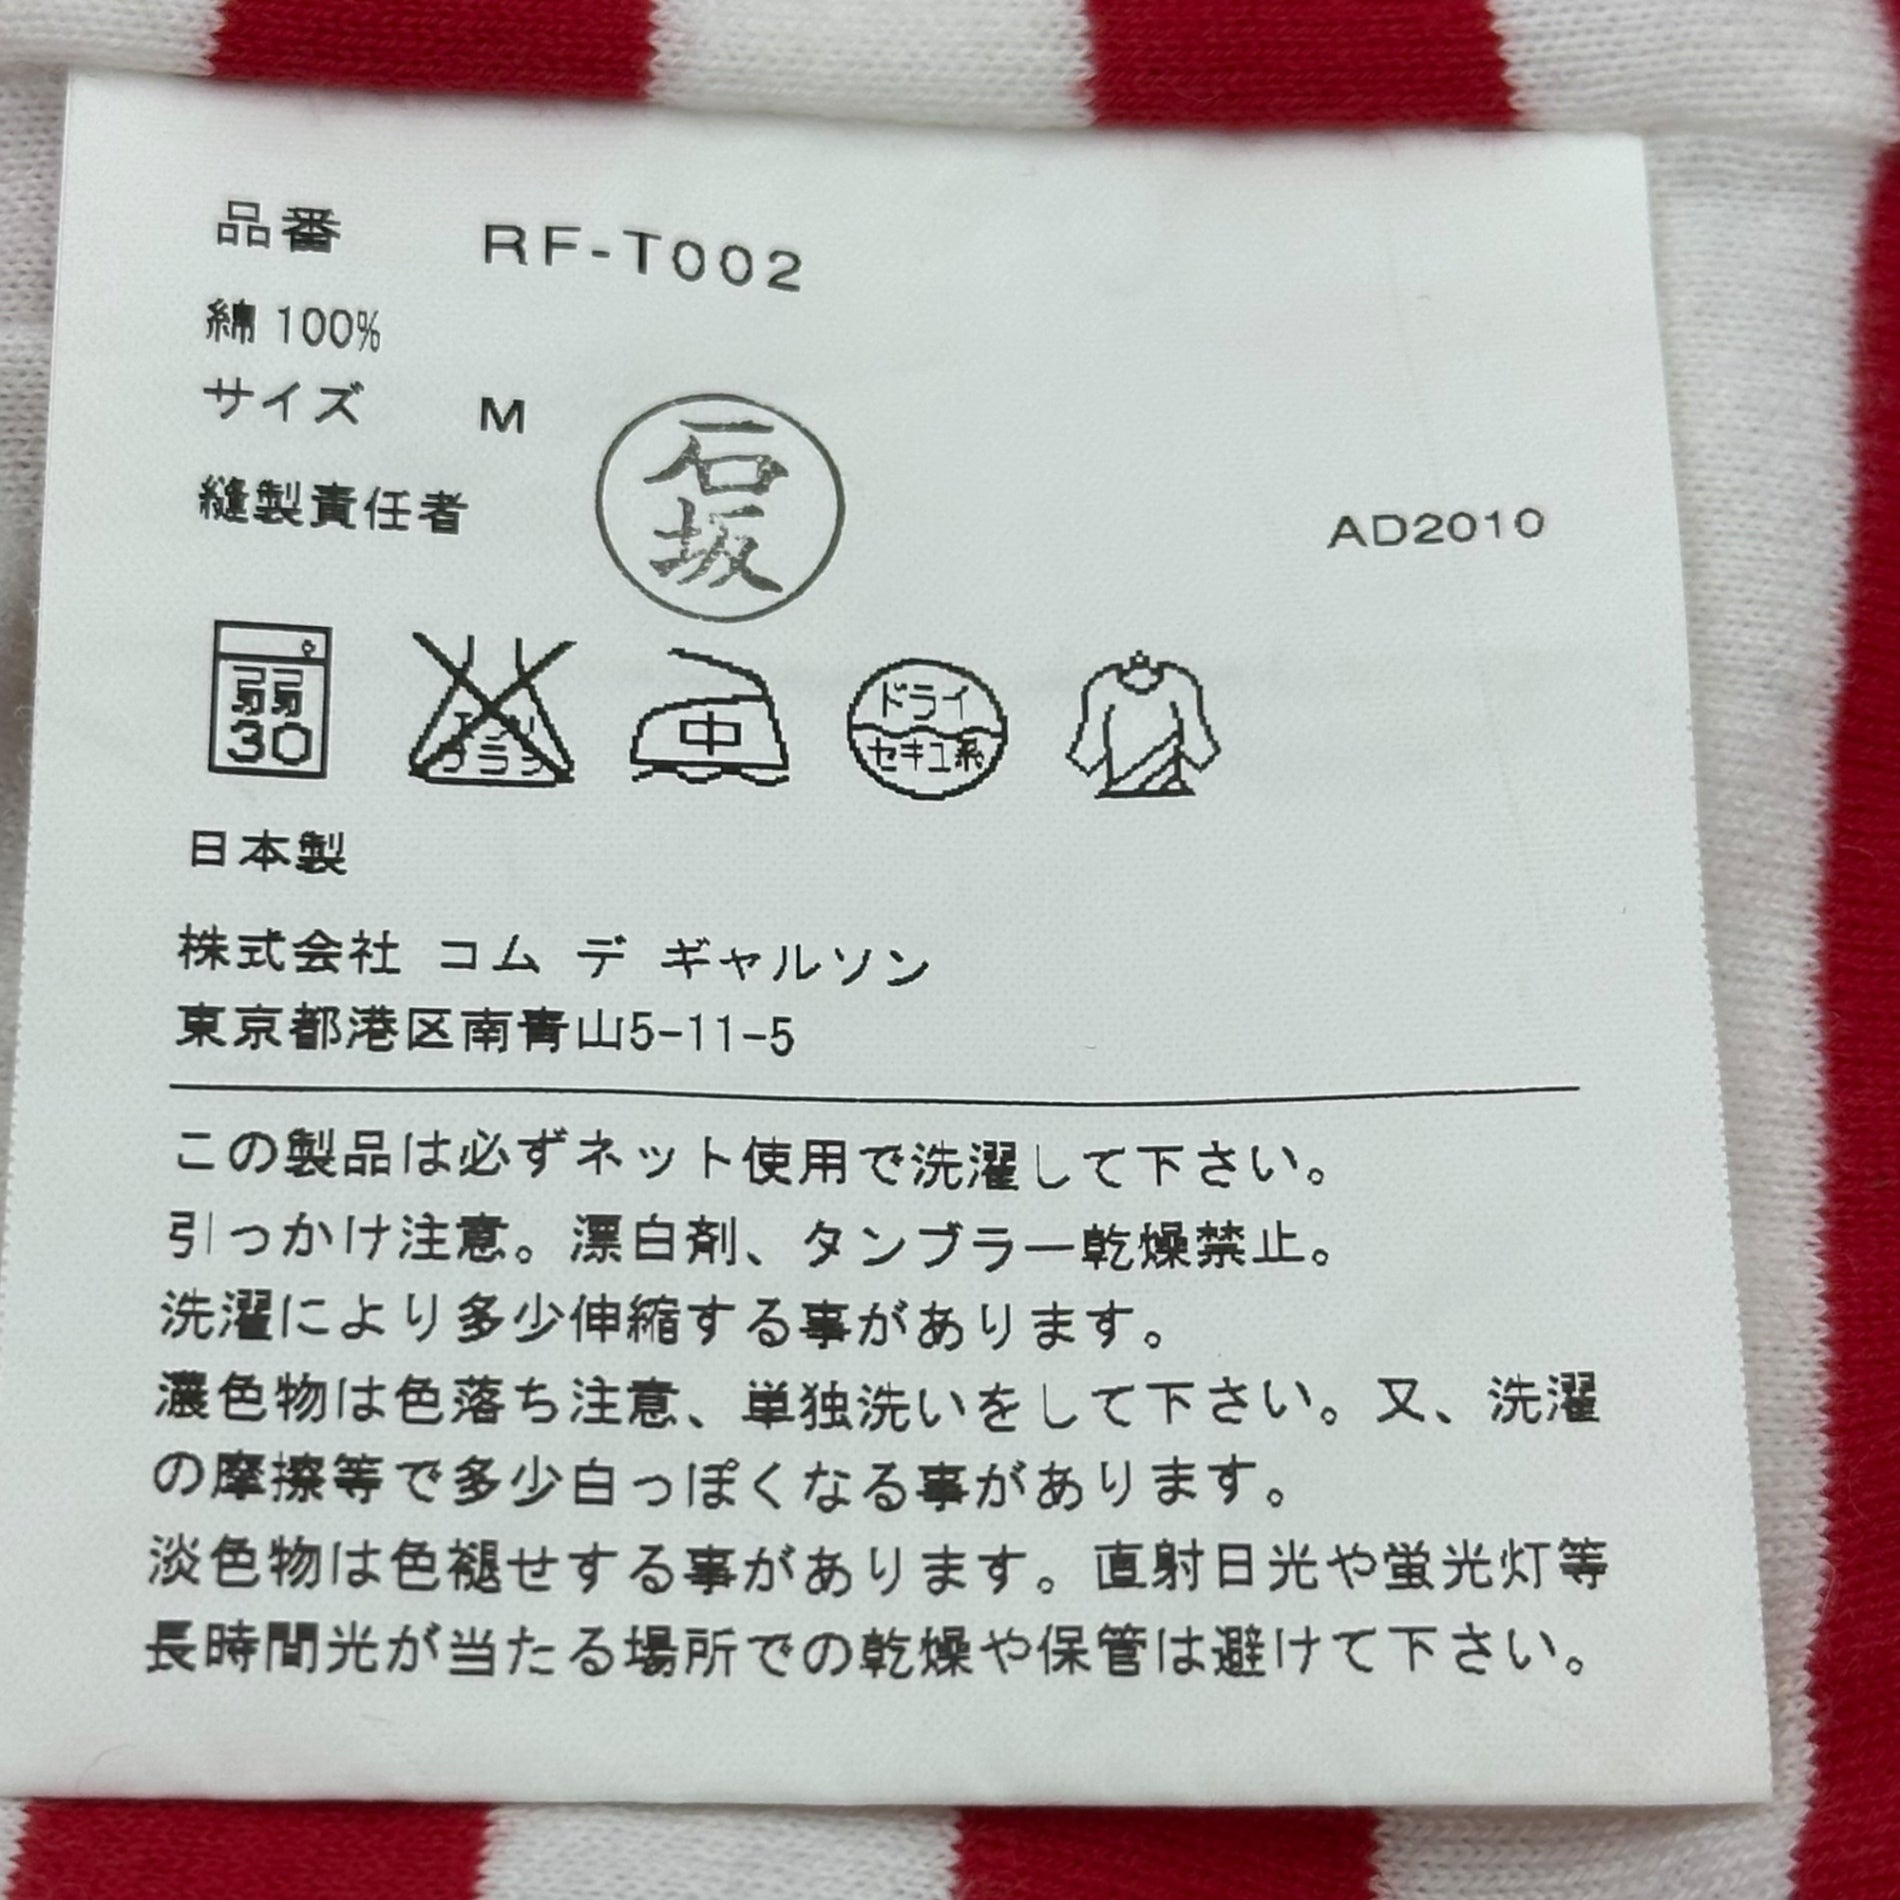 品番 RF-T002
綿 100%
サイズ M
縫製責任者 石坂
AD2010
弱 30 エンソ サラシ 中 ドライ セキユ系
日本製
株式会社 コム デ ギャルソン
東京都港区南青山5-11-5
この製品は必ずネット使用で洗濯して下さい。
引っかけ注意。漂白剤、タンブラー乾燥禁止。
洗濯により多少伸縮する事があります。
濃色物は色落ち注意、単独洗いをして下さい。又、洗濯
の摩擦等で多少白っぽくなる事があります。
淡色物は色褪せする事があります。直射日光や蛍光灯等
長時間光が当たる場所での乾燥や保管は避けて下さい。